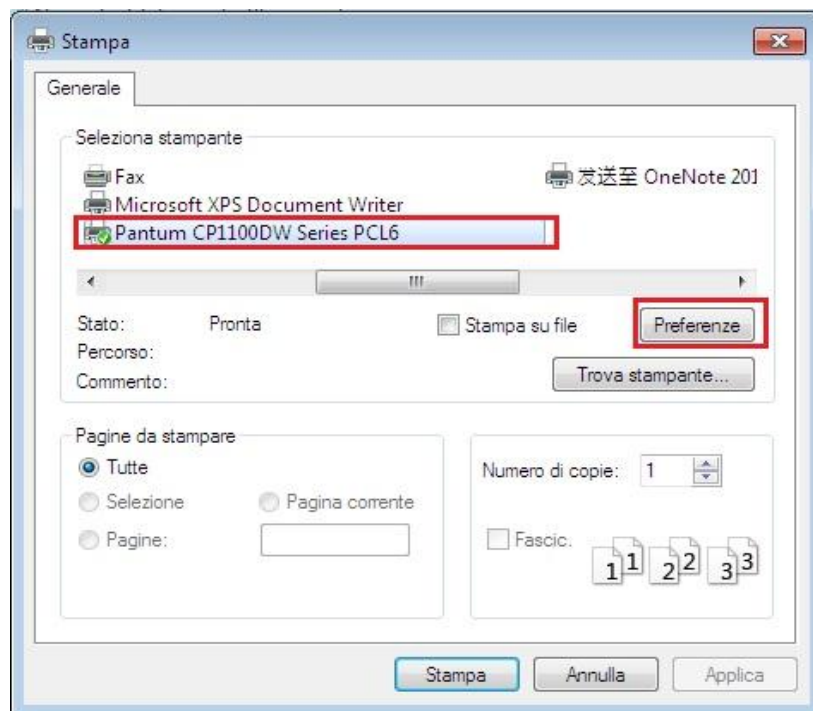 Stampa
Generale
Seleziona stampante
Fax
发送至 OneNote 201
Microsoft XPS Document Writer
Pantum CP1100DW Series PCL6
Stato: Pronta
Stampa su file
Preferenze
Percorso:
Commento:
Trova stampante...
Pagine da stampare
Tutte
Numero di copie: 1
Selezione
Pagina corrente
Pagine:
Fascic.
1 1 2 2 3 3
Stampa
Annulla
Applica